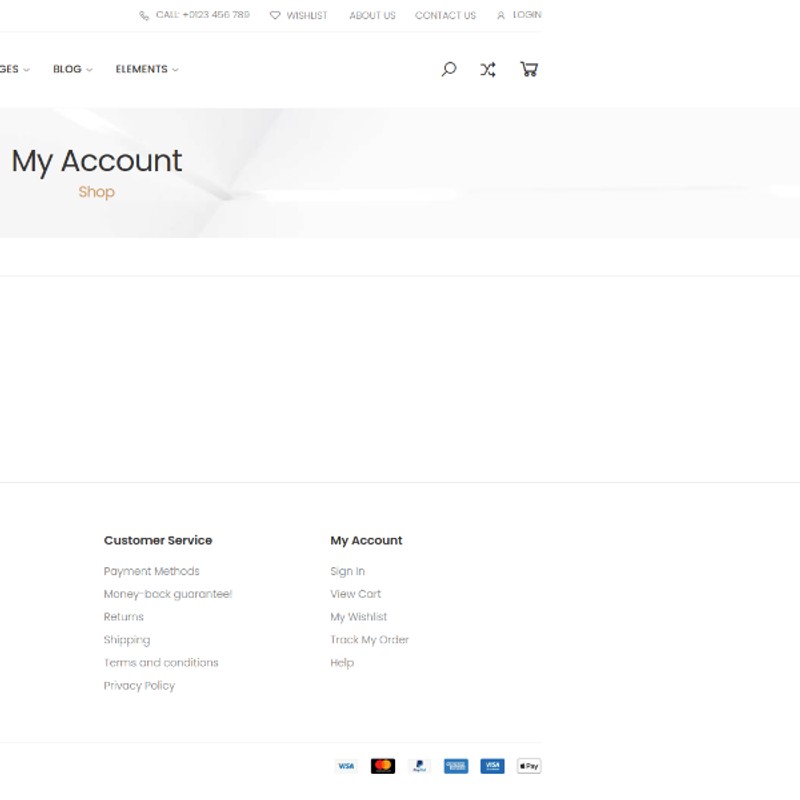 CALL: +0123 456 789 WISHLIST ABOUT US CONTACT US LOGIN
GES BLOG ELEMENTS
My Account
Shop
Customer Service
Payment Methods
Money-back guarantee!
Returns
Shipping
Terms and conditions
Privacy Policy
My Account
Sign In
View Cart
My Wishlist
Track My Order
Help
VISA PayPal VISA Pay